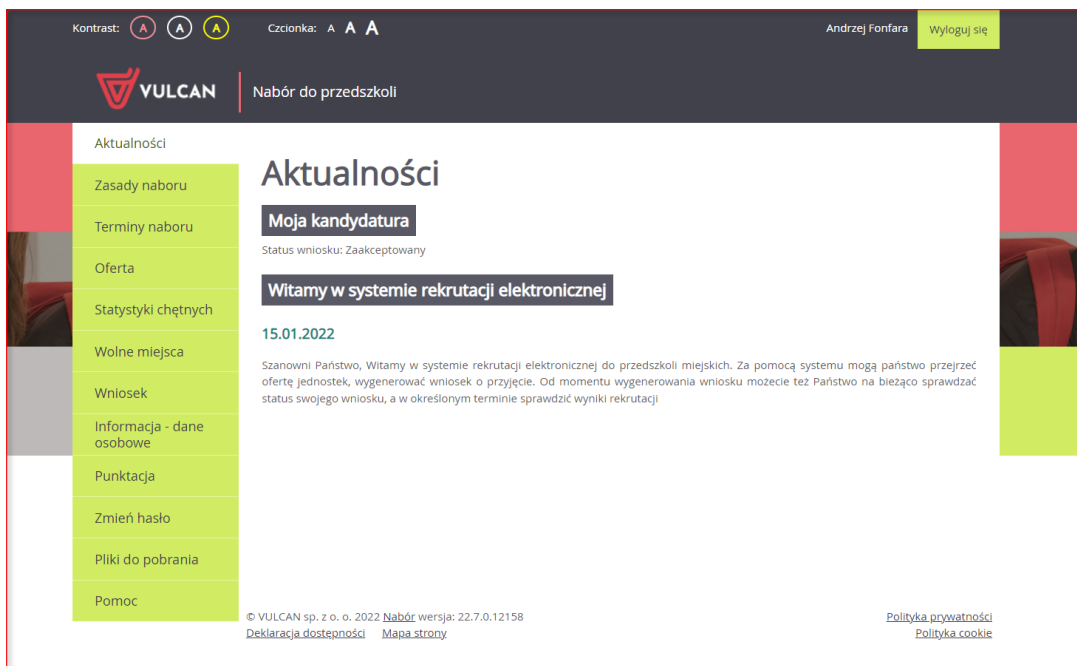 Kontrast: A A A Czcionka: A A A Andrzej Fonfara Wyloguj się
VULCAN Nabór do przedszkoli
Aktualności
Zasady naboru
Terminy naboru
Oferta
Statystyki chętnych
Wolne miejsca
Wniosek
Informacja - dane
osobowe
Punktacja
Zmień hasło
Pliki do pobrania
Pomoc
Aktualności
Moja kandydatura
Status wniosku: Zaakceptowany
Witamy w systemie rekrutacji elektronicznej
15.01.2022
Szanowni Państwo, Witamy w systemie rekrutacji elektronicznej do przedszkoli miejskich. Za pomocą systemu mogą państwo przejrzeć
ofertę jednostek, wygenerować wniosek o przyjęcie. Od momentu wygenerowania wniosku możecie też Państwo na bieżąco sprawdzać
status swojego wniosku, a w określonym terminie sprawdzić wyniki rekrutacji
© VULCAN sp. z o. o. 2022 Nabór wersja: 22.7.0.12158 Polityka prywatności
Deklaracja dostępności Mapa strony Polityka cookie